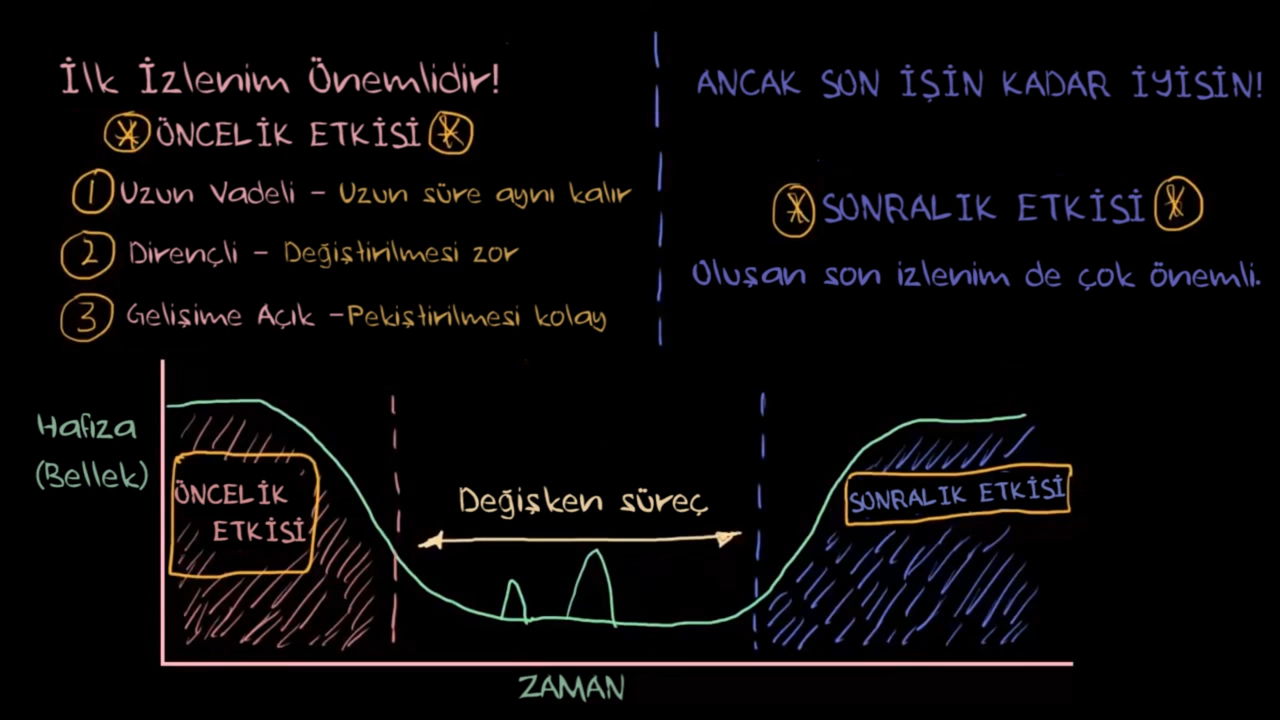 İlk İzlenim Önemlidir!
ÖNCELİK ETKİSİ
1 Uzun Vadeli - Uzun süre aynı kalır
2 Dirençli - Değiştirilmesi zor
3 Gelişime Açık - Pekiştirilmesi kolay
ANCAK SON İŞİN KADAR İYİSİN!
SONRALIK ETKİSİ
Oluşan son izlenim de çok önemli.
Hafıza
(Bellek)
ÖNCELİK
ETKİSİ
Değişken süreç
SONRALIK ETKİSİ
ZAMAN